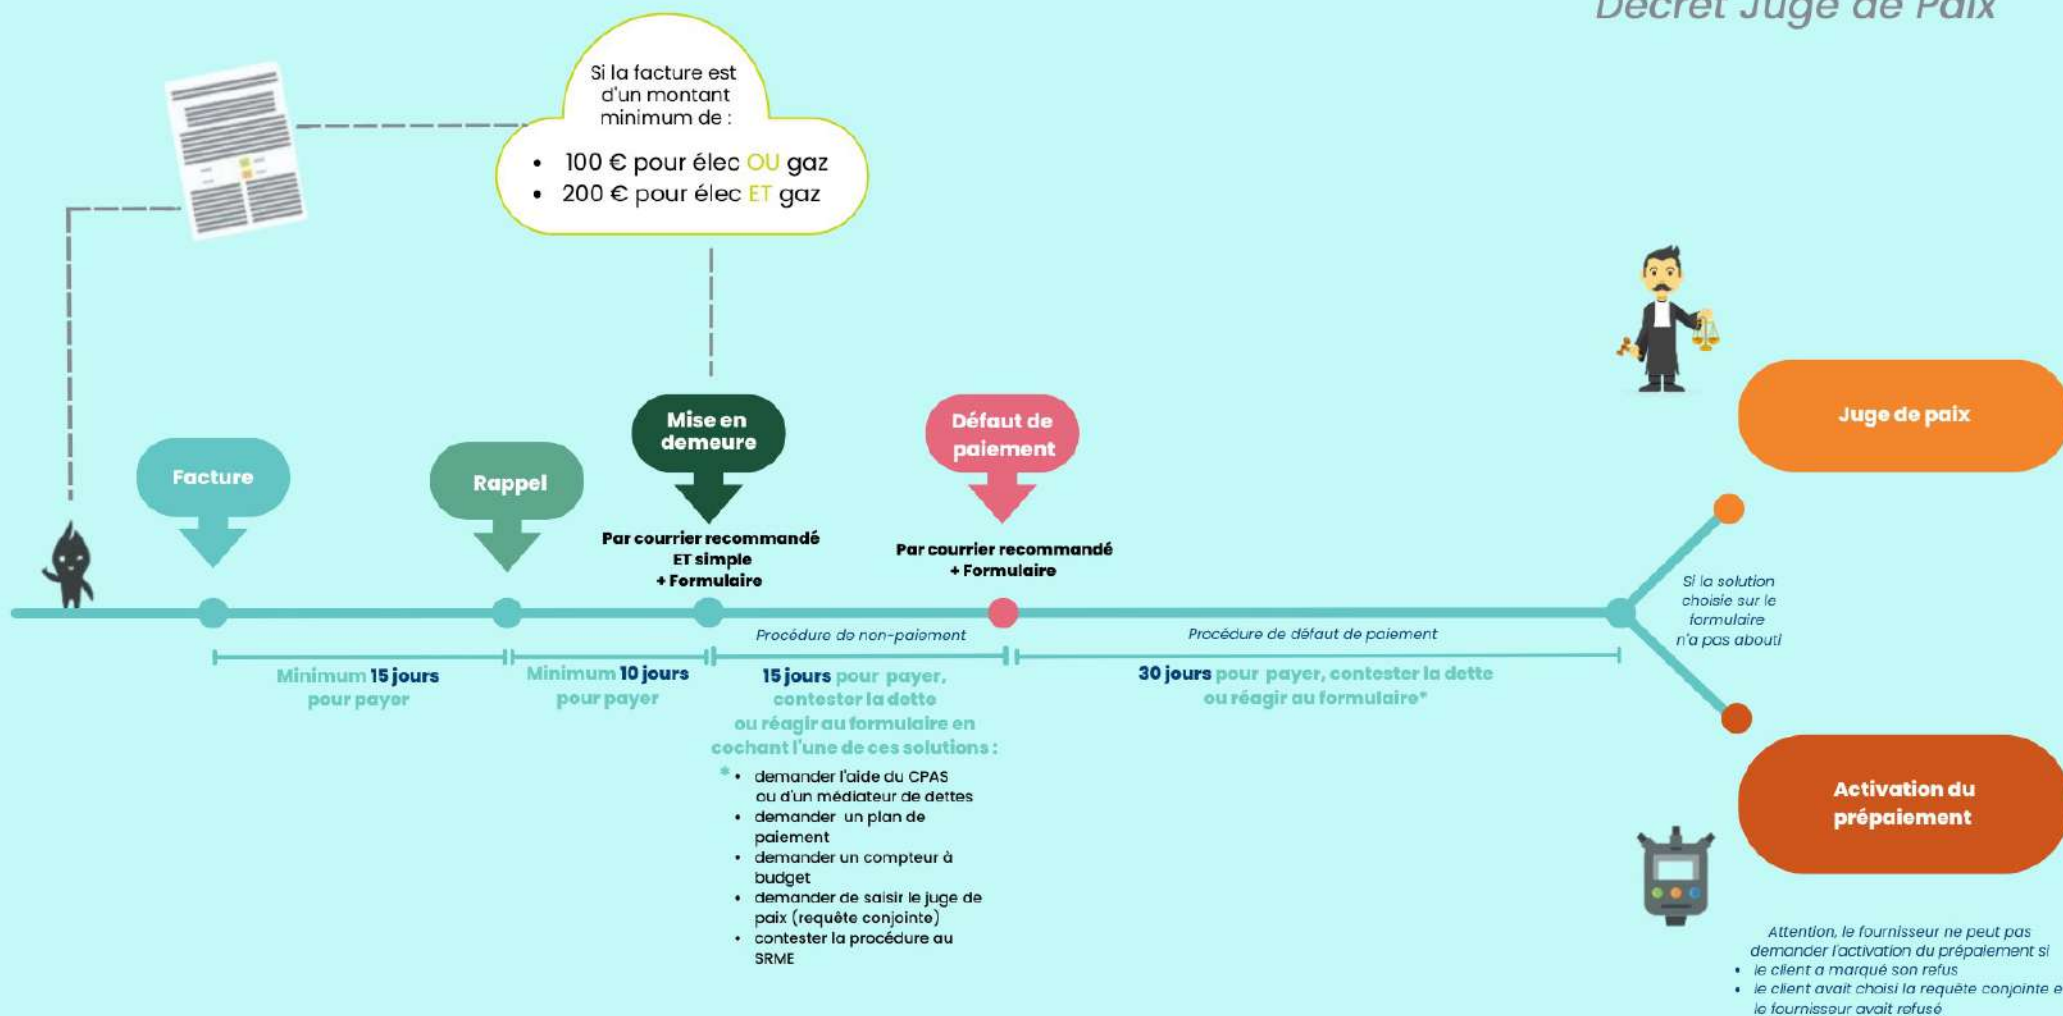 Décret Juge de Paix
Si la facture est
d'un montant
minimum de :
• 100 € pour élec OU gaz
• 200 € pour élec ET gaz
Facture
Rappel
Mise en
demeure
Défaut de
paiement
Juge de paix
Par courrier recommandé
ET simple
+ Formulaire
Par courrier recommandé
+ Formulaire
Si la solution
choisie sur le
formulaire
n'a pas abouti
Procédure de non-paiement
Procédure de défaut de paiement
Minimum 15 jours
pour payer
Minimum 10 jours
pour payer
15 jours pour payer,
contester la dette
ou réagir au formulaire en
cochant l'une de ces solutions :
30 jours pour payer, contester la dette
ou réagir au formulaire*
* • demander l'aide du CPAS
ou d'un médiateur de dettes
• demander un plan de
paiement
• demander un compteur à
budget
• demander de saisir le juge de
paix (requête conjointe)
• contester la procédure au
SRME
Activation du
prépaiement
Attention, le fournisseur ne peut pas
demander l'activation du prépaiement si
• le client a marqué son refus
• le client avait choisi la requête conjointe e
le fournisseur avait refusé